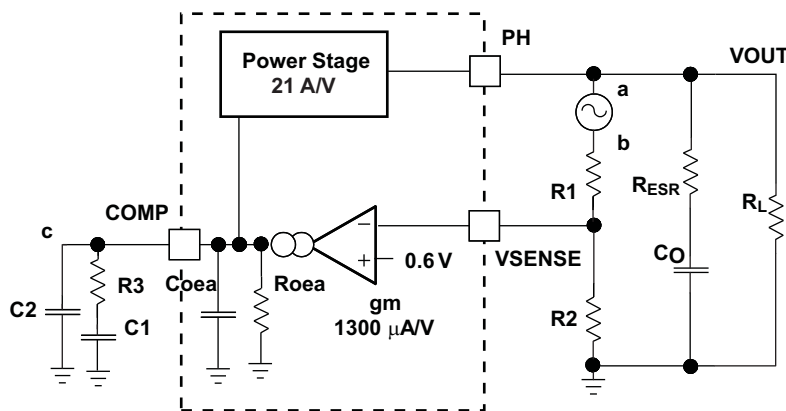 PH
Power Stage
21 A/V
VOUT
a
b
R1
RESR
RL
COMP
c
0.6 V
VSENSE
CO
Coea
Roea
R3
C2
C1
gm
1300 μA/V
R2
− 
+